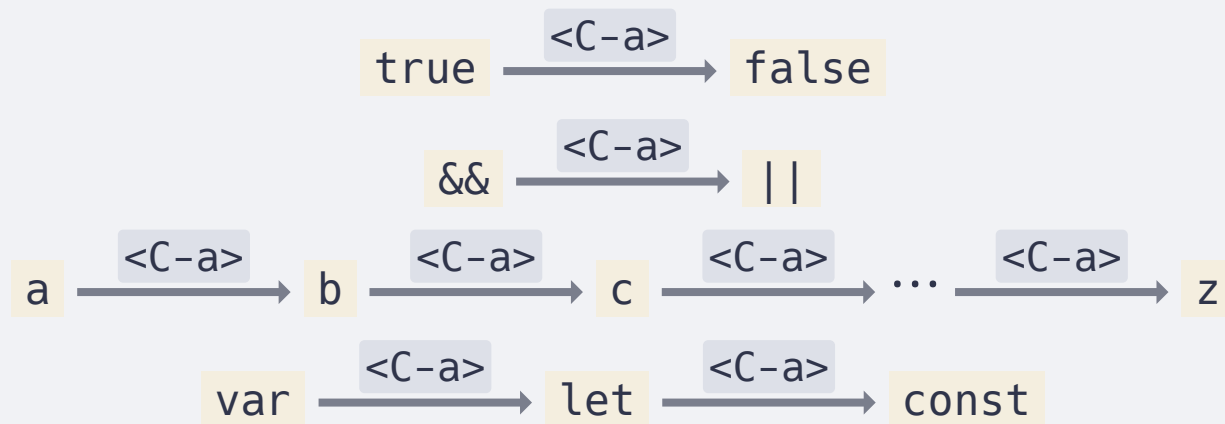 <C-a>
true false
<C-a>
&& ||
<C-a> <C-a> <C-a> <C-a>
a b c ... z
<C-a> <C-a>
var let const